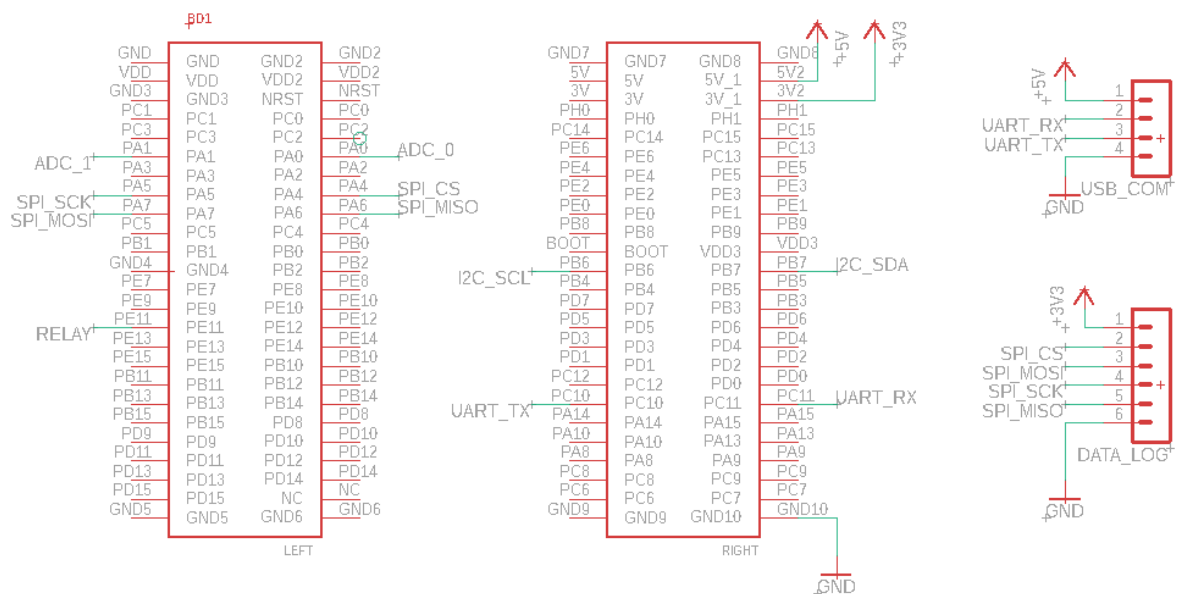 BD1
GND GND GND2 GND2
VDD VDD VDD2 VDD2
GND3 GND3 NRST NRST
PC1 PC1 PC0 PC0
PC3 PC3 PC2 PC2
ADC_1 PA1 PA1 PA0 PA0 ADC_0
PA3 PA3 PA2 PA2
SPI_SCK PA5 PA5 PA4 PA4 SPI_CS
SPI_MOSI PA7 PA7 PA6 PA6 SPI_MISO
PC5 PC5 PC4 PC4
PB1 PB1 PB0 PB0
GND4 GND4 PB2 PB2
PE7 PE7 PE8 PE8
PE9 PE9 PE10 PE10
RELAY PE11 PE11 PE12 PE12
PE13 PE13 PE14 PE14
PE15 PE15 PB10 PB10
PB11 PB11 PB12 PB12
PB13 PB13 PB14 PB14
PB15 PB15 PD8 PD8
PD9 PD9 PD10 PD10
PD11 PD11 PD12 PD12
PD13 PD13 PD14 PD14
PD15 PD15 NC NC
GND5 GND5 GND6 GND6
LEFT
+5V +3V3
GND7 GND7 GND8 GND8
5V 5V 5V_1 5V2
3V 3V 3V_1 3V2
PH0 PH0 PH1 PH1
PC14 PC14 PC15 PC15
PE6 PE6 PC13 PC13
PE4 PE4 PE5 PE5
PE2 PE2 PE3 PE3
PE0 PE0 PE1 PE1
PB8 PB8 PB9 PB9
BOOT BOOT VDD3 VDD3
I2C_SCL PB6 PB6 PB7 PB7 I2C_SDA
PB4 PB4 PB5 PB5
PD7 PD7 PB3 PB3
PD5 PD5 PD6 PD6
PD3 PD3 PD4 PD4
PD1 PD1 PD2 PD2
PC12 PC12 PD0 PD0
UART_TX PC10 PC10 PC11 PC11 UART_RX
PA14 PA14 PA15 PA15
PA10 PA10 PA13 PA13
PA8 PA8 PA9 PA9
PC8 PC8 PC9 PC9
PC6 PC6 PC7 PC7
GND9 GND9 GND10 GND10
RIGHT
GND
+5V
1
UART_RX 2
UART_TX 3
4
USB_COM
GND
+3V3
1
2
SPI_CS 3
SPI_MOSI 4
SPI_SCK 5
SPI_MISO 6
DATA_LOG
GND